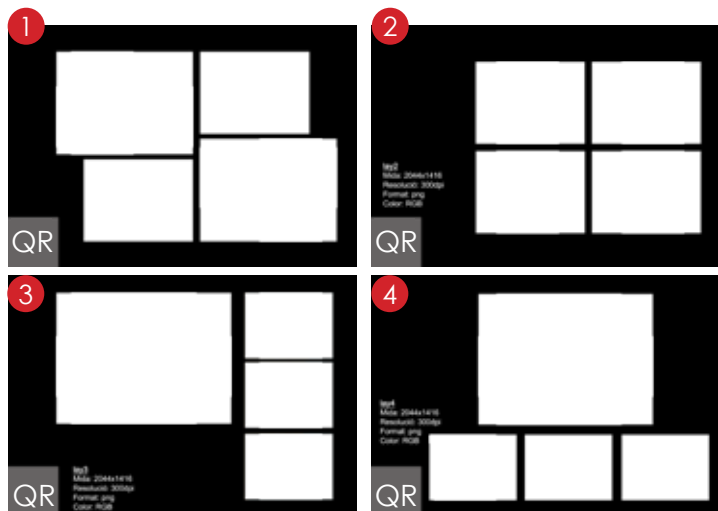 1
2
lay2
Mida: 2044x1416
Resolució: 300dpi
Format: png
Color: RGB
QR
QR
3
4
lay4
Mida: 2044x1416
Resolució: 300dpi
Format: png
Color: RGB
lay3
Mida: 2044x1416
Resolució: 300dpi
Format: png
Color: RGB
QR
QR